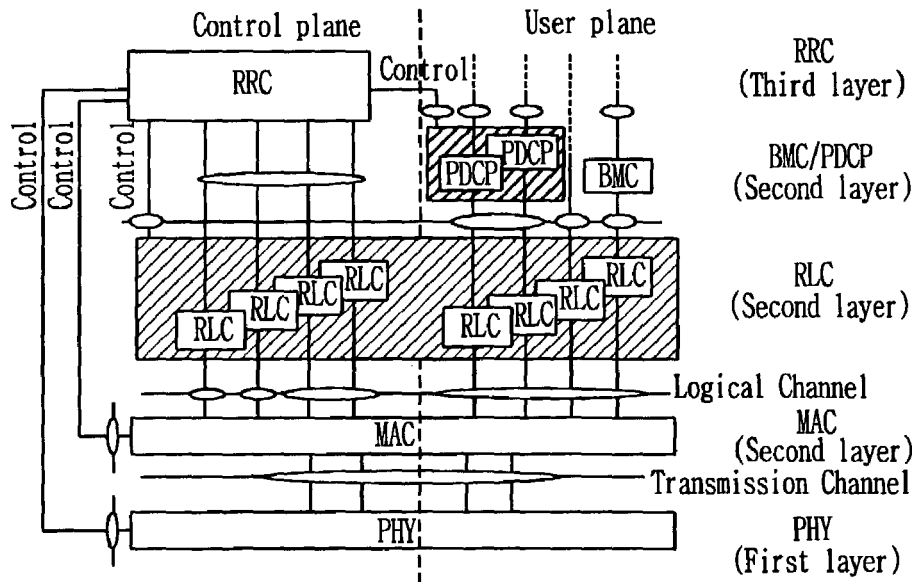 Control plane
User plane
RRC
Control
RRC
(Third layer)
Control
Control
Control
PDCP
PDCP
BMC
BMC/PDCP
(Second layer)
RLC
RLC
RLC
RLC
RLC
RLC
RLC
RLC
RLC
(Second layer)
Logical Channel
MAC
MAC
(Second layer)
Transmission Channel
PHY
PHY
(First layer)